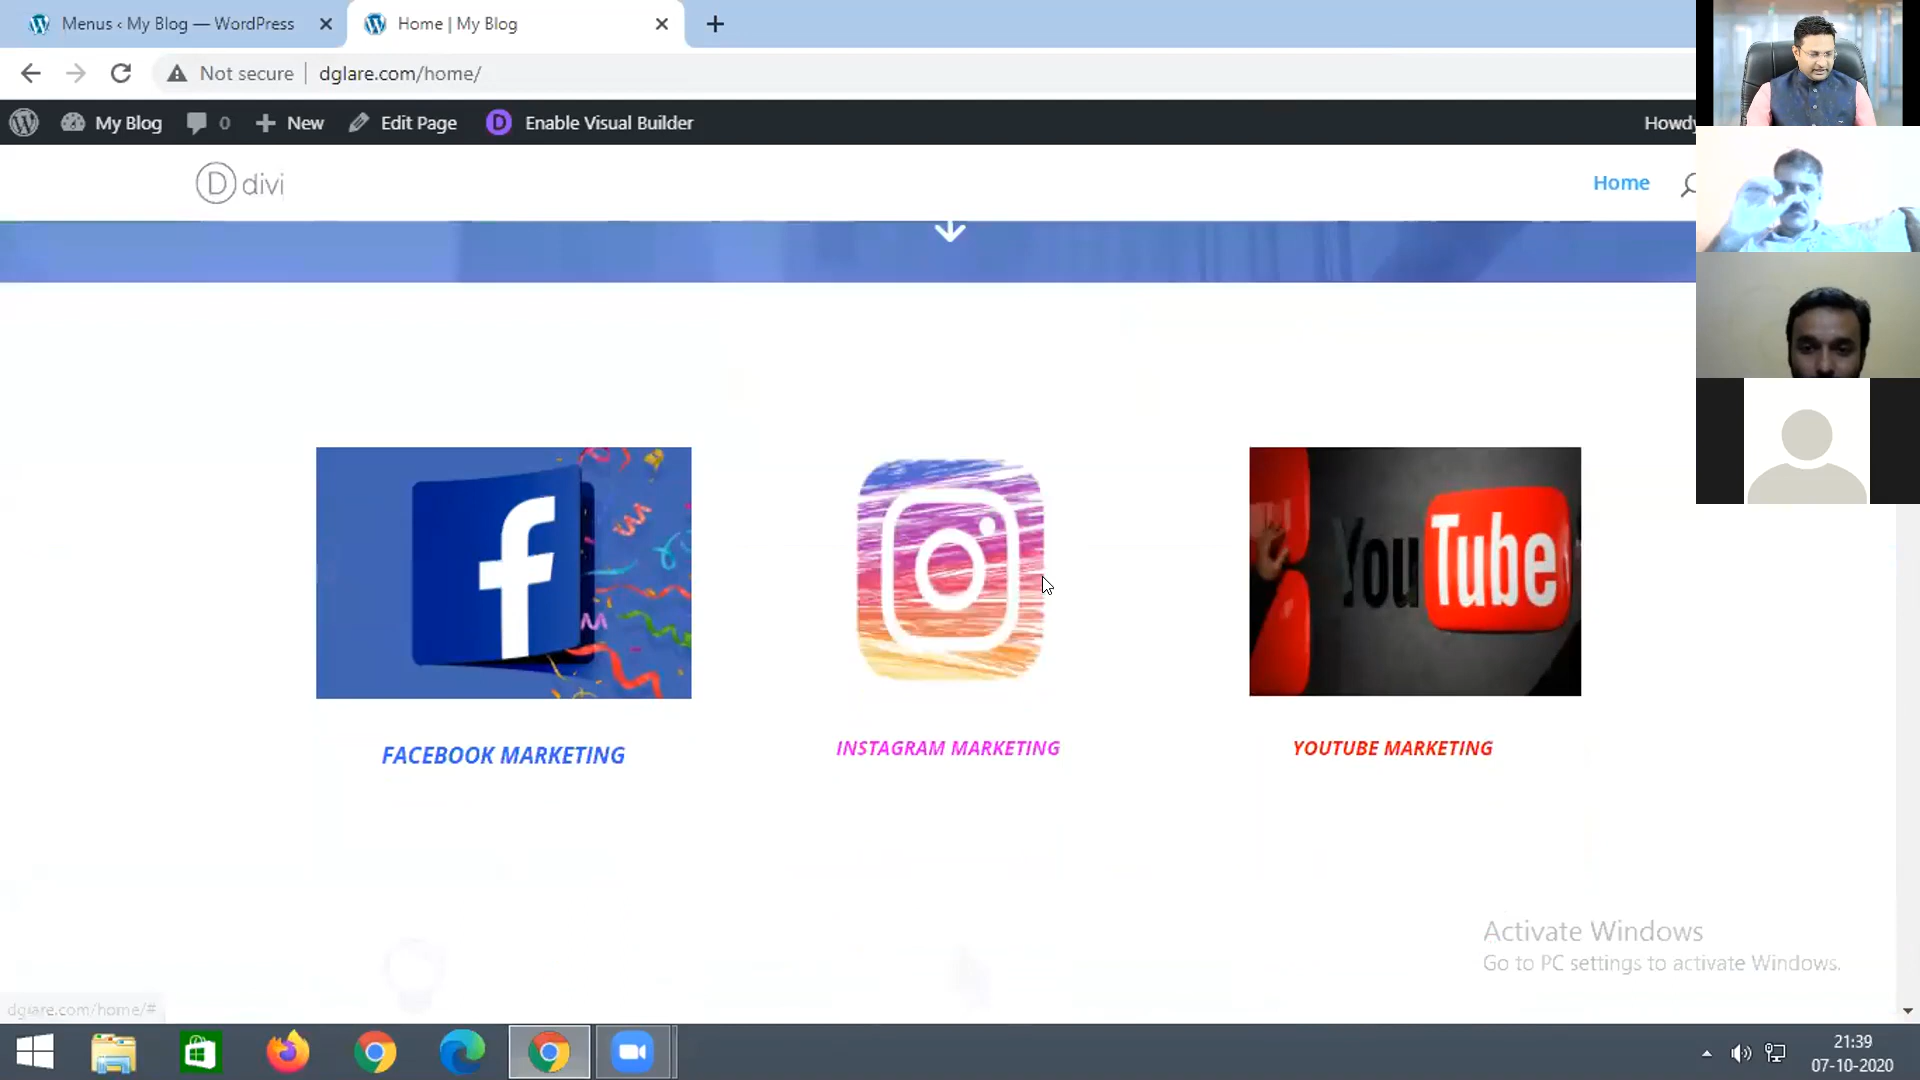 Menus ‹ My Blog — WordPress
Home | My Blog
Not secure
dglare.com/home/
My Blog
0
New
Edit Page
D
Enable Visual Builder
Howdy
D divi
Home
f
YouTube
FACEBOOK MARKETING
INSTAGRAM MARKETING
YOUTUBE MARKETING
Activate Windows
Go to PC settings to activate Windows.
dglare.com/home/#
21:39
07-10-2020